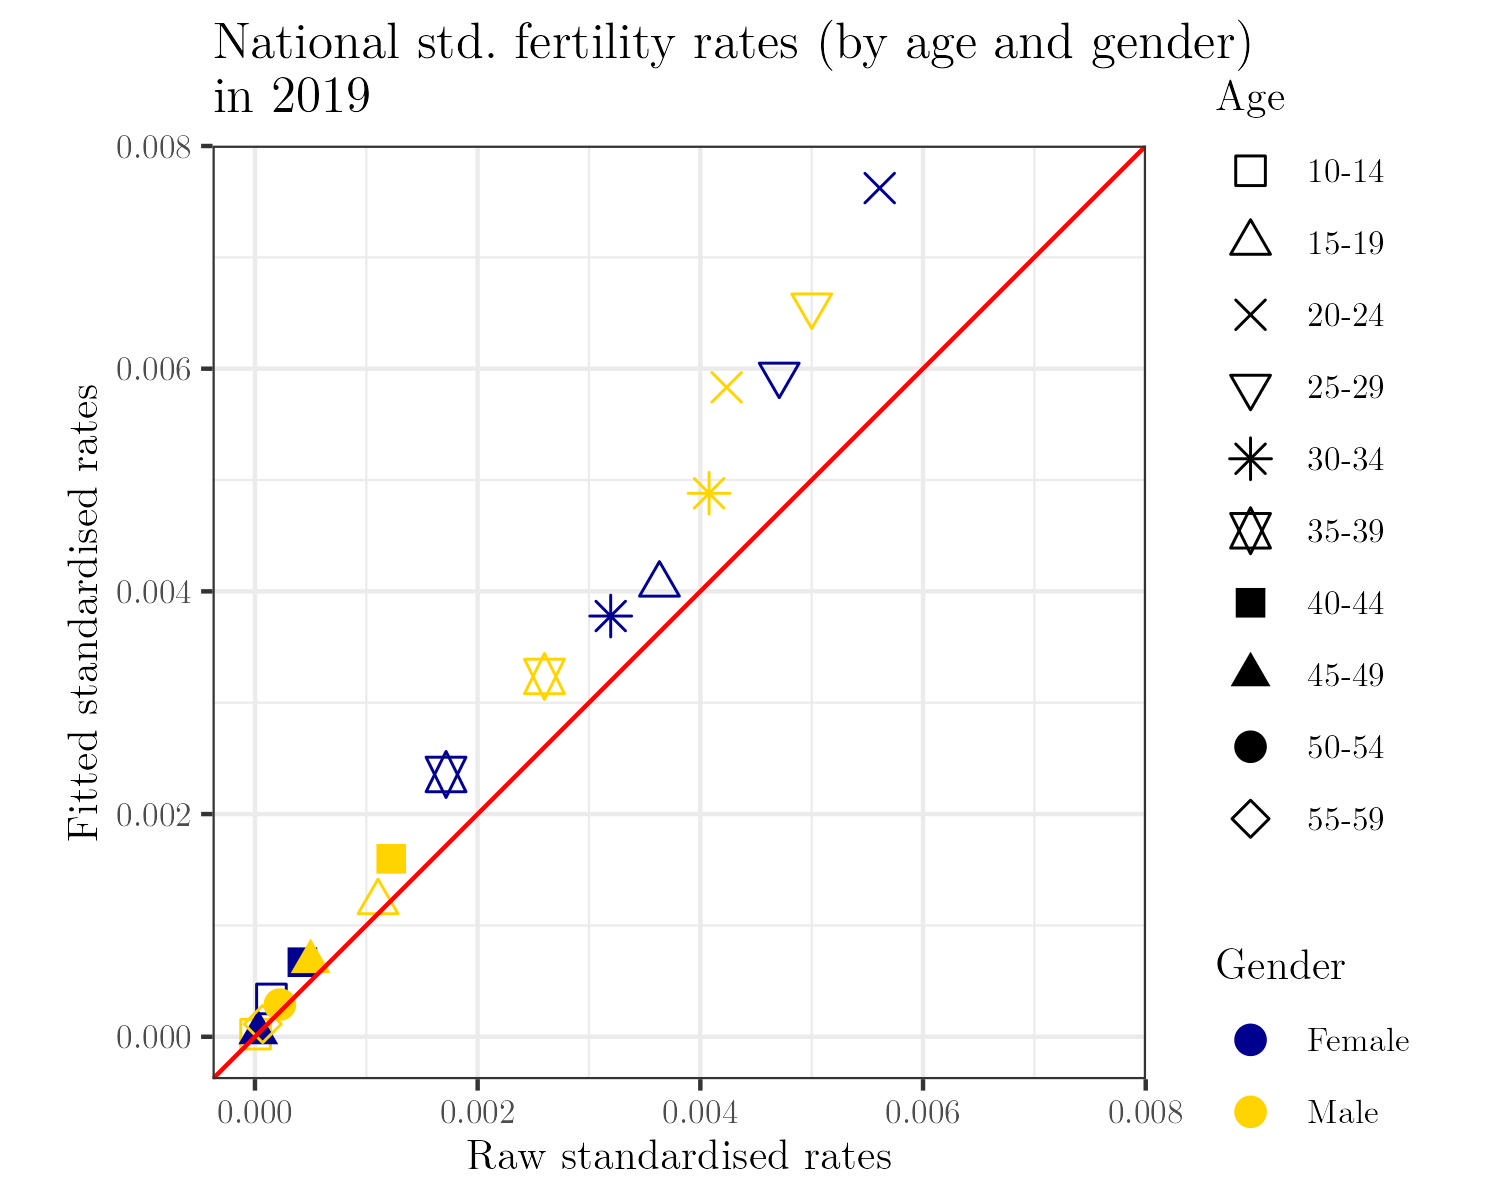 National std. fertility rates (by age and gender)
in 2019
Fitted standardised rates
0.008
0.006
0.004
0.002
0.000
0.000 0.002 0.004 0.006 0.008
Raw standardised rates
Age
10-14
15-19
20-24
25-29
30-34
35-39
40-44
45-49
50-54
55-59
Gender
Female
Male